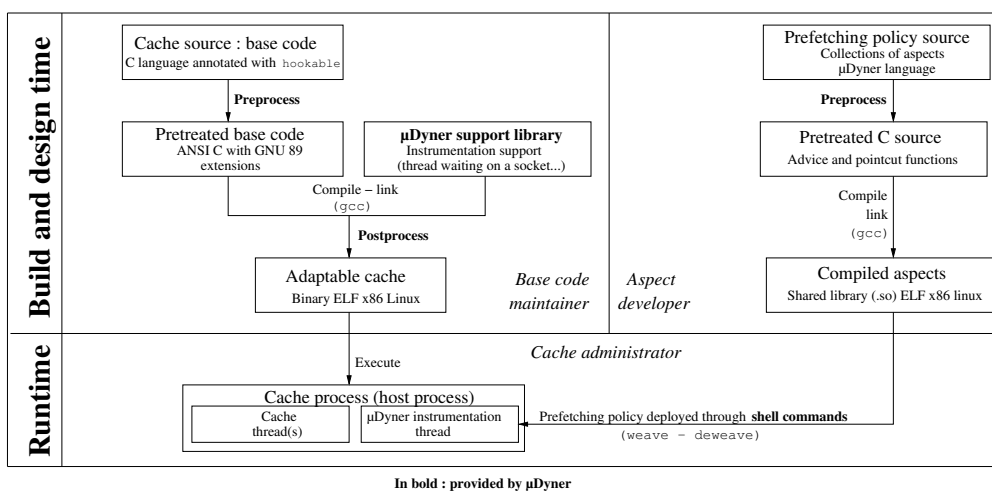 Build and design time
Cache source : base code
C language annotated with hookable
Preprocess
Pretreated base code
ANSI C with GNU 89
extensions
µDyner support library
Instrumentation support
(thread waiting on a socket...)
Compile – link
(gcc)
Postprocess
Adaptable cache
Binary ELF x86 Linux
Base code
maintainer
Prefetching policy source
Collections of aspects
µDyner language
Preprocess
Pretreated C source
Advice and pointcut functions
Compile
link
(gcc)
Compiled aspects
Shared library (.so) ELF x86 linux
Aspect
developer
Runtime
Cache administrator
Execute
Cache process (host process)
Cache
thread(s)
µDyner instrumentation
thread
Prefetching policy deployed through shell commands
(weave – deweave)
In bold : provided by µDyner